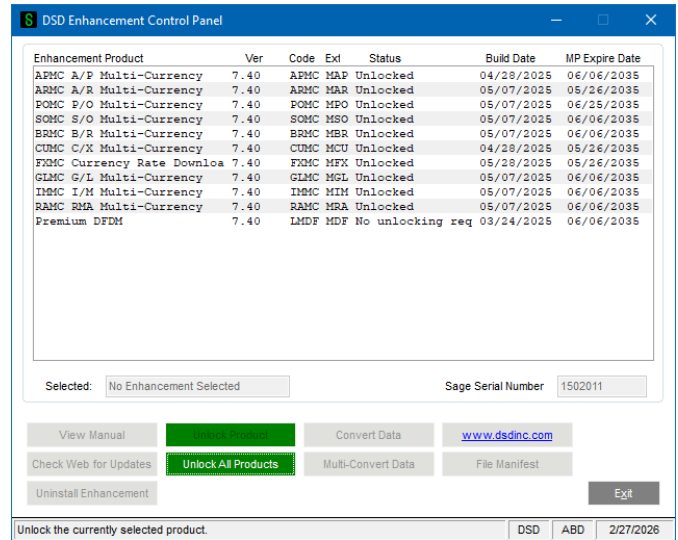 S DSD Enhancement Control Panel
Enhancement Product Ver Code Ext Status Build Date MP Expire Date
APMC A/P Multi-Currency 7.40 APMC MAP Unlocked 04/28/2025 06/06/2035
ARMC A/R Multi-Currency 7.40 ARMC MAR Unlocked 05/07/2025 05/26/2035
POMC P/O Multi-Currency 7.40 POMC MPO Unlocked 05/07/2025 06/25/2035
SOMC S/O Multi-Currency 7.40 SOMC MSO Unlocked 05/07/2025 06/06/2035
BRMC B/R Multi-Currency 7.40 BRMC MBR Unlocked 05/07/2025 06/06/2035
CUMC C/X Multi-Currency 7.40 CUMC MCU Unlocked 04/28/2025 05/26/2035
FXMC Currency Rate Downloa 7.40 FXMC MFX Unlocked 05/28/2025 05/26/2035
GLMC G/L Multi-Currency 7.40 GLMC MGL Unlocked 05/07/2025 06/06/2035
IMMC I/M Multi-Currency 7.40 IMMC MIM Unlocked 05/07/2025 06/06/2035
RAMC RMA Multi-Currency 7.40 RAMC MRA Unlocked 05/07/2025 06/06/2035
Premium DFDM 7.40 LMDF MDF No unlocking req 03/24/2025 06/06/2035
Selected: No Enhancement Selected Sage Serial Number 1502011
View Manual Unlock Product Convert Data www.dsdinc.com
Check Web for Updates Unlock All Products Multi-Convert Data File Manifest
Uninstall Enhancement Exit
Unlock the currently selected product. DSD ABD 2/27/2026